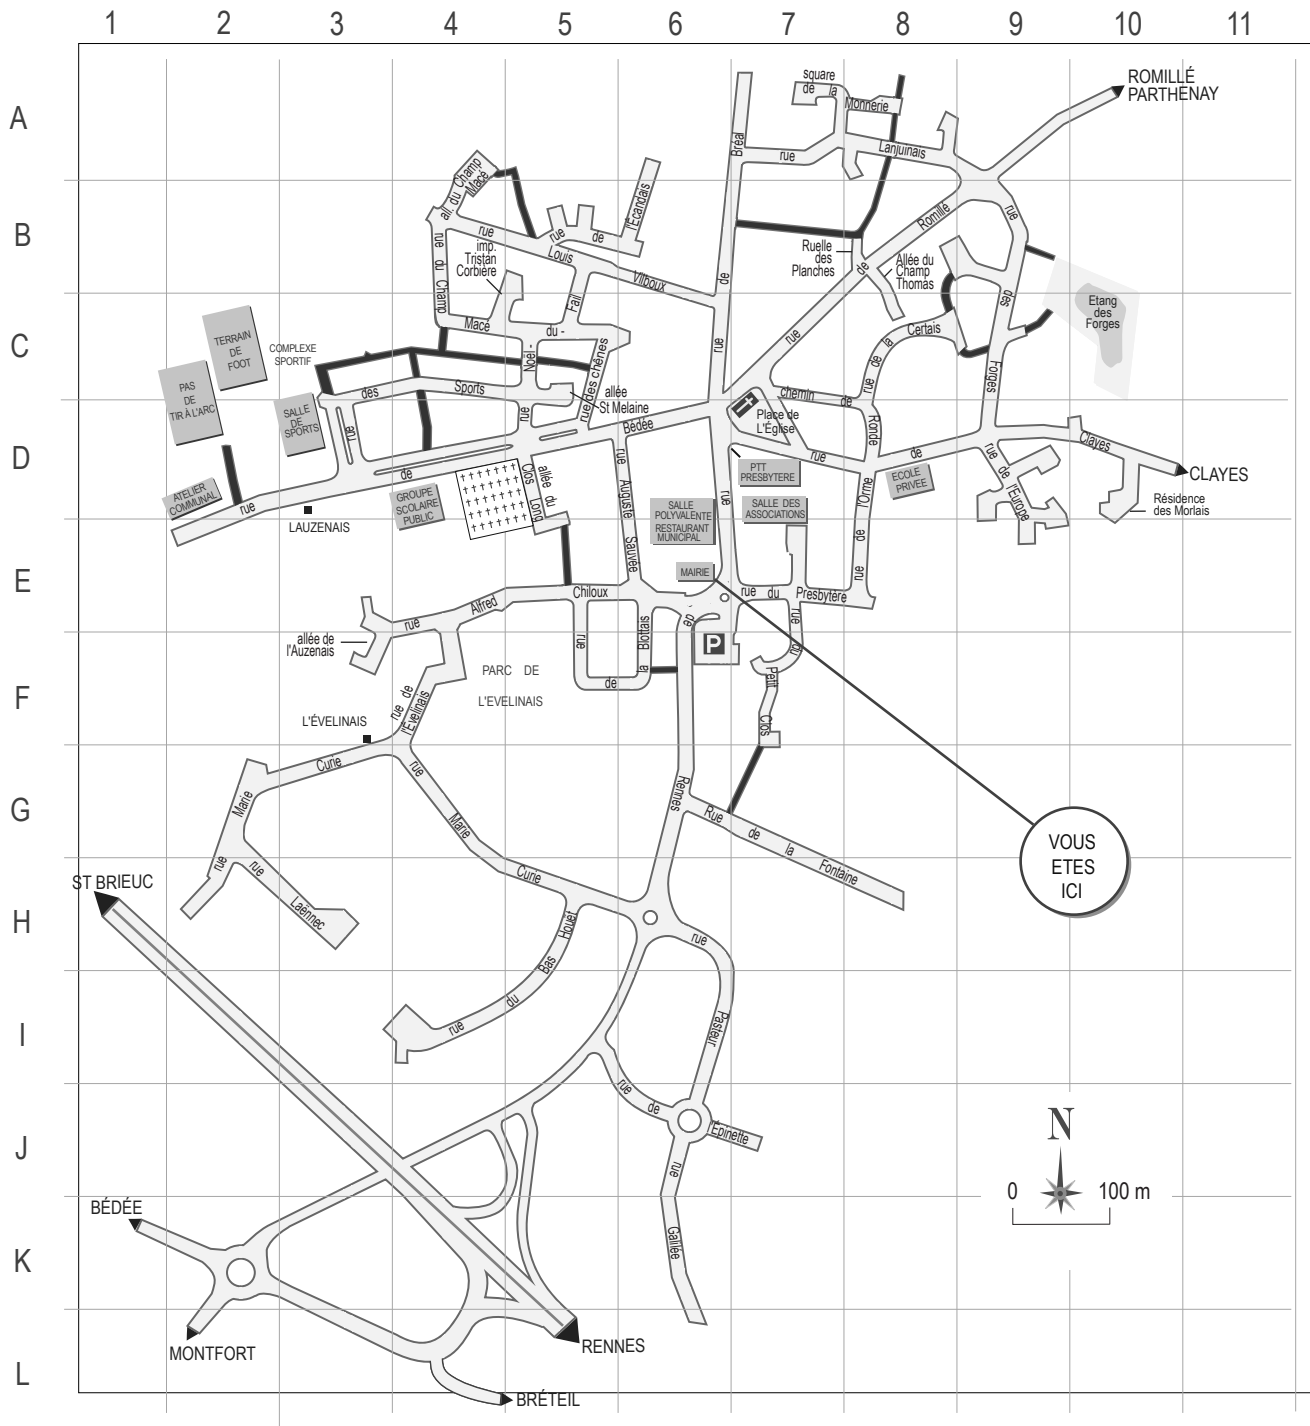 1 2 3 4 5 6 7 8 9 10 11
A
B
C
D
E
F
G
H
I
J
K
L
square
de la
Monnerie
ROMILLÉ
PARTHENAY
Bréal
rue
Lanjuinais
all. du Champ
Macé
rue
Louis
Vilboux
rue
de
l'Écandais
imp.
Tristan
Corbière
rue du Champ
Macé
du -
Fail
Noël -
rue
de
rue
Ruelle
des
Planches
rue
de
Romille
Allée du
Champ
Thomas
rue
des
Forges
Etang
des
Forges
rue de la
Certais
TERRAIN
DE
FOOT
COMPLEXE
SPORTIF
PAS
DE
TIR À L'ARC
SALLE
DE
SPORTS
des
Sports
rue
rue des chênes
allée
St Melaine
chemin de
Ronde
Place de
L'Église
Bédée
de
rue
rue
de
Clayes
CLAYES
rue de l'Europe
Résidence
des Morlais
PTT
PRESBYTERE
ECOLE
PRIVEE
ATELIER
COMMUNAL
LAUZENAIS
GROUPE
SCOLAIRE
PUBLIC
allée du
Clos Long
rue
Auguste
Sauvée
SALLE
POLYVALENTE
RESTAURANT
MUNICIPAL
SALLE DES
ASSOCIATIONS
rue
MAIRIE
rue de l'Orme
rue du Presbytère
rue Alfred Chiloux
allée de
l'Auzenais
rue
de
la Blottais
de
P
rue du
Petit
Clos
PARC DE
L'EVELINAIS
rue de
l'Évelinais
L'ÉVELINAIS
Curie
Marie
rue
rue
Marie
Curie
Rennes
Rue de la Fontaine
VOUS
ETES
ICI
ST BRIEUC
rue
Laënnec
rue du Bas Houët
rue
Pasteur
rue de
Épinette
rue
Galilée
N
0 100 m
BÉDÉE
MONTFORT
RENNES
BRÉTEIL